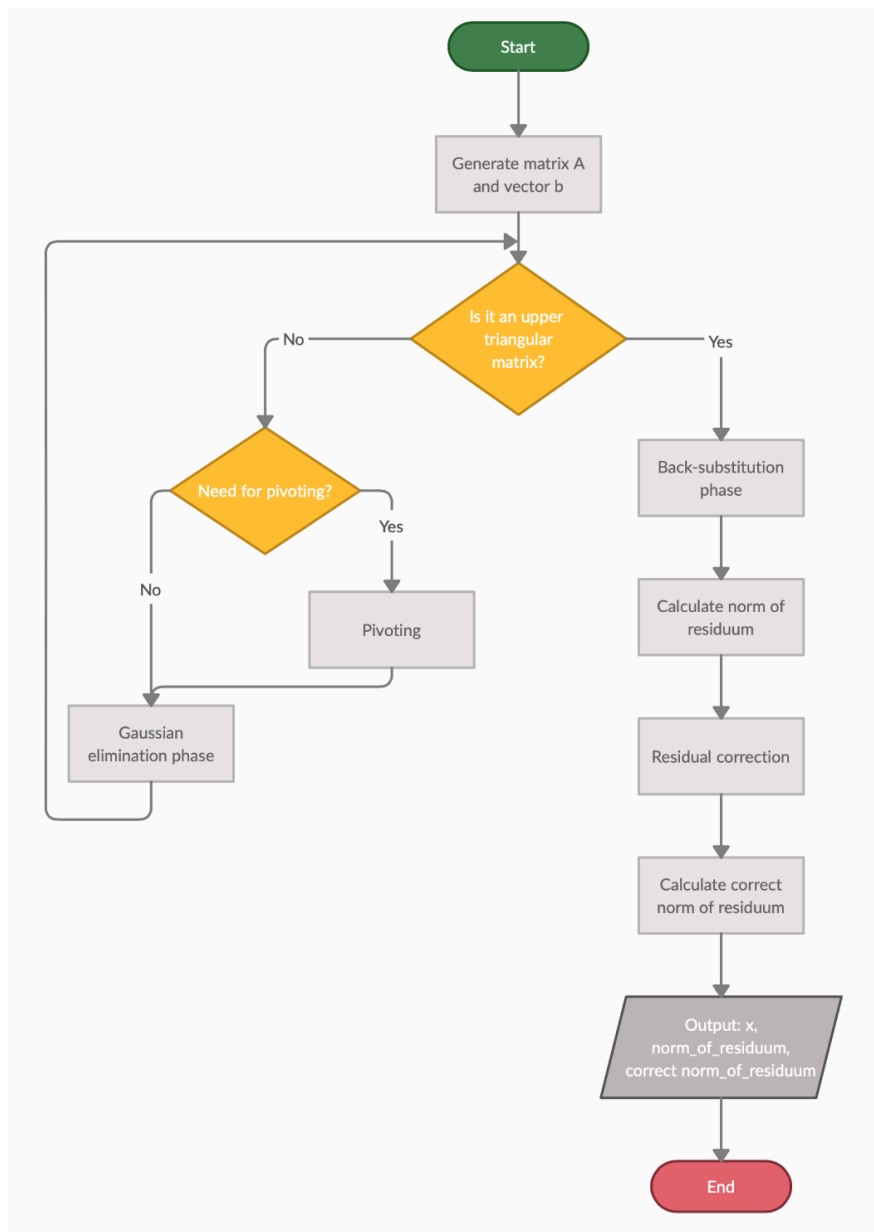 Start
Generate matrix A
and vector b
Is it an upper
triangular
matrix?
No
Yes
Need for pivoting?
Yes
No
Pivoting
Gaussian
elimination phase
Back-substitution
phase
Calculate norm of
residuum
Residual correction
Calculate correct
norm of residuum
Output: x,
norm_of_residuum,
correct norm_of_residuum
End